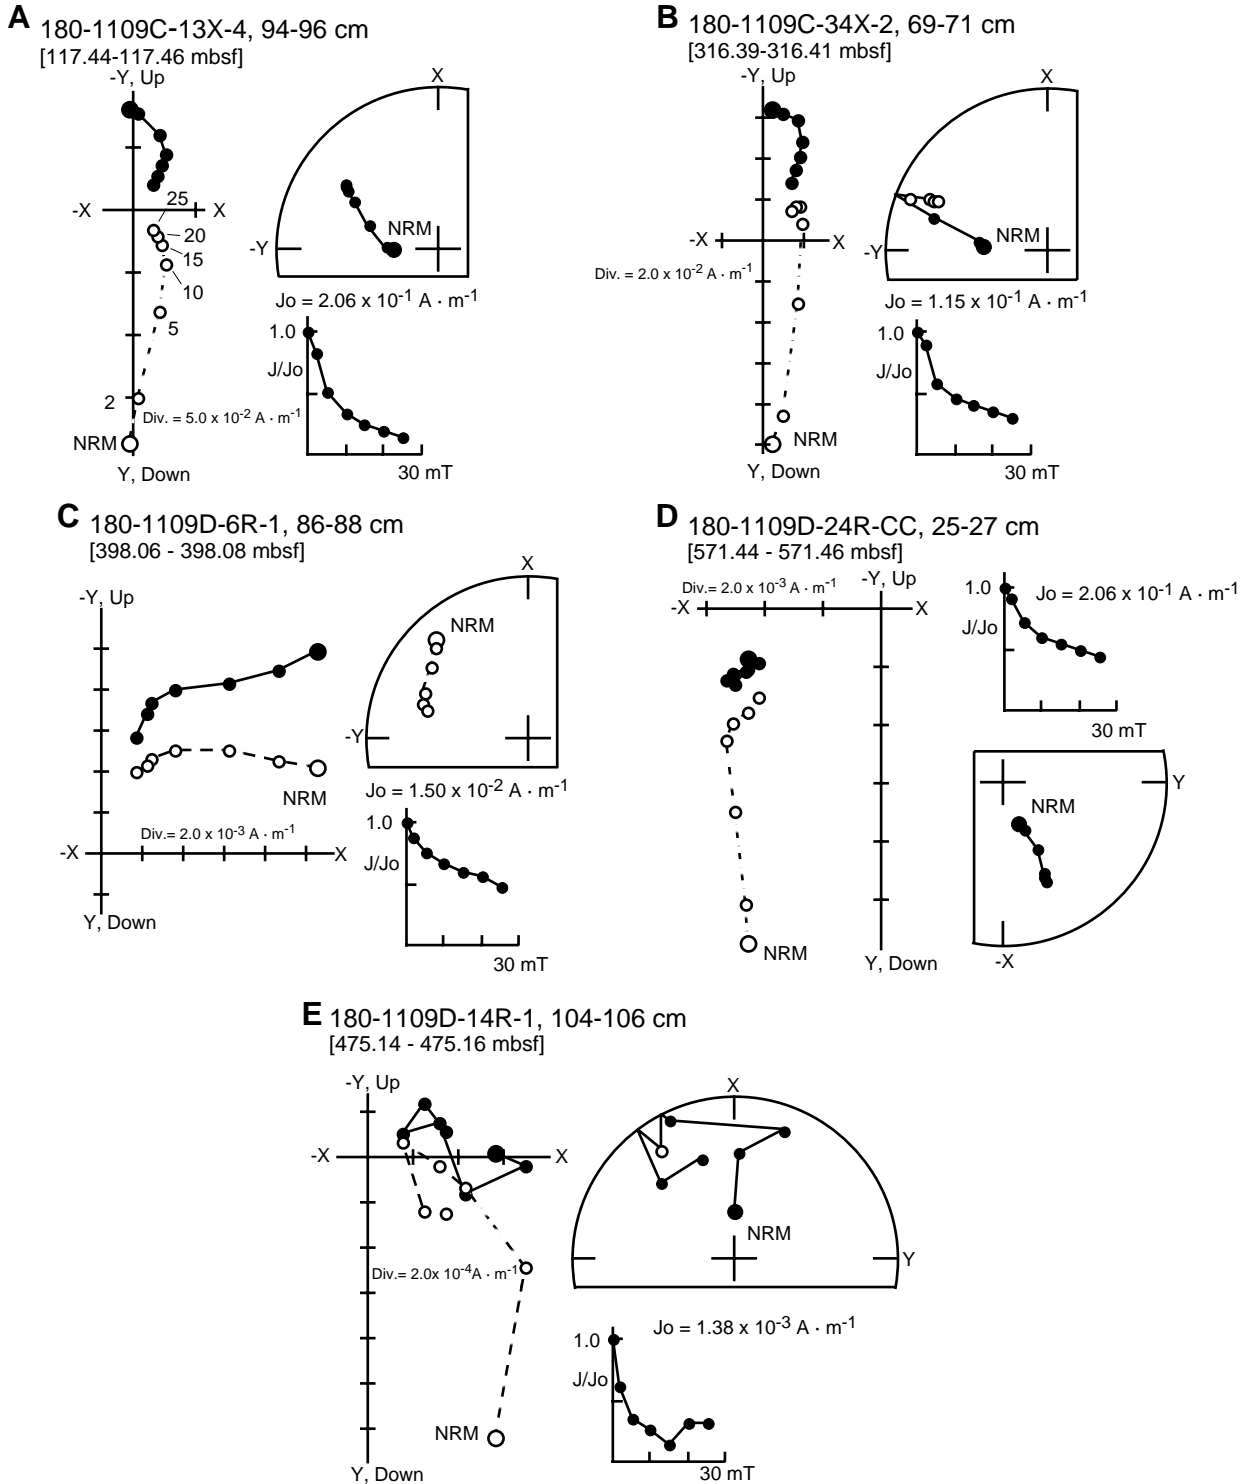 A 180-1109C-13X-4, 94-96 cm
[117.44-117.46 mbsf]
-Y, Up
X
25
-X
X
20
NRM
-Y
15
10
Jo = 2.06 x 10-1 A · m-1
5
1.0
J/Jo
2
Div. = 5.0 x 10-2 A · m-1
NRM
Y, Down
30 mT
B 180-1109C-34X-2, 69-71 cm
[316.39-316.41 mbsf]
-Y, Up
X
-X
X
NRM
-Y
Div. = 2.0 x 10-2 A · m-1
Jo = 1.15 x 10-1 A · m-1
1.0
J/Jo
NRM
Y, Down
30 mT
C 180-1109D-6R-1, 86-88 cm
[398.06 - 398.08 mbsf]
-Y, Up
X
NRM
-Y
NRM
Jo = 1.50 x 10-2 A · m-1
1.0
Div.= 2.0 x 10-3 A · m-1
-X
X
J/Jo
Y, Down
30 mT
D 180-1109D-24R-CC, 25-27 cm
[571.44 - 571.46 mbsf]
-Y, Up
Div.= 2.0 x 10-3 A · m-1
-X
X
1.0
Jo = 2.06 x 10-1 A · m-1
J/Jo
30 mT
Y
NRM
NRM
Y, Down
-X
E 180-1109D-14R-1, 104-106 cm
[475.14 - 475.16 mbsf]
-Y, Up
X
-X
X
NRM
Y
Div.= 2.0x 10-4A · m-1
Jo = 1.38 x 10-3 A · m-1
1.0
J/Jo
NRM
Y, Down
30 mT